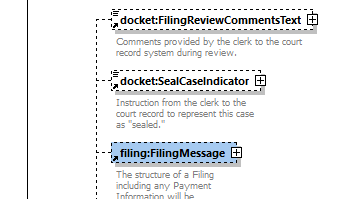 docket:FilingReviewCommentsText
Comments provided by the clerk to the court
record system during review.
docket:SealCaseIndicator
Instruction from the clerk to the
court record to represent this case
as "sealed."
filing:FilingMessage
The structure of a Filing
including any Payment
Information will be